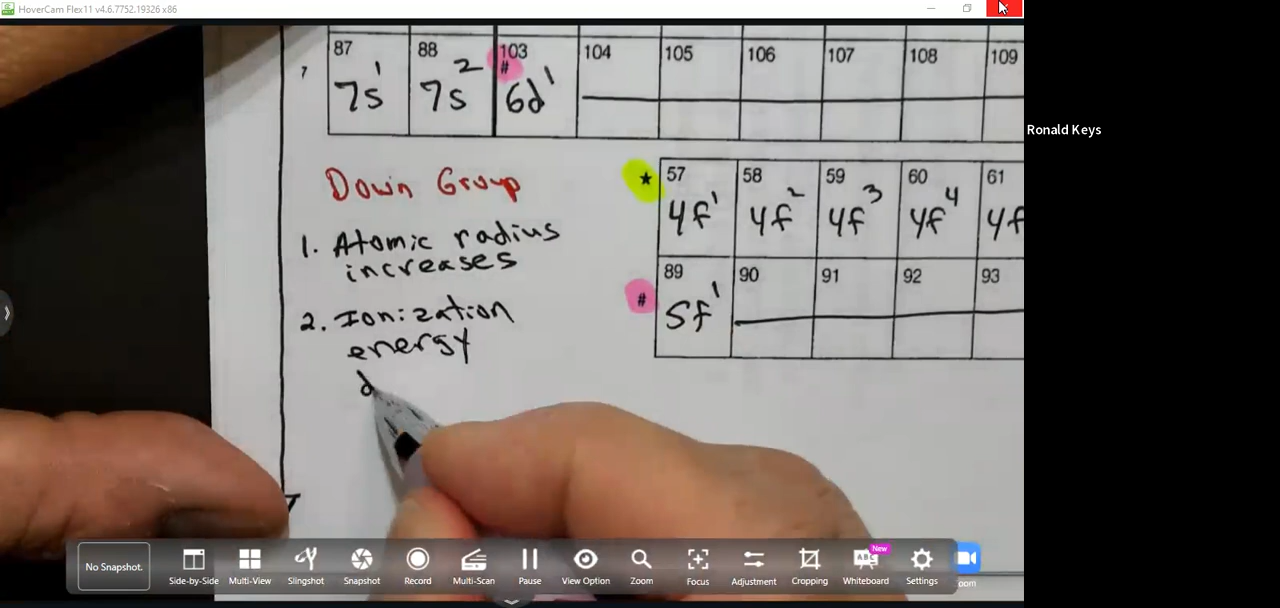 HoverCam Flex11 v4.6.7752.19326 x86
87 88 103 104 105 106 107 108 109
#
7 7s¹ 7s² 6d¹
Ronald Keys
Down Group
★ 57 58 59 60 61
4f¹ 4f² 4f³ 4f⁴ 4f
1. Atomic radius
increases
89 90 91 92 93
# 5f¹
2. Ionization
energy
d
No Snapshot.
Side-by-Side Multi-View Slingshot Snapshot Record Multi-Scan Pause View Option Zoom Focus Adjustment Cropping New Whiteboard Settings oom